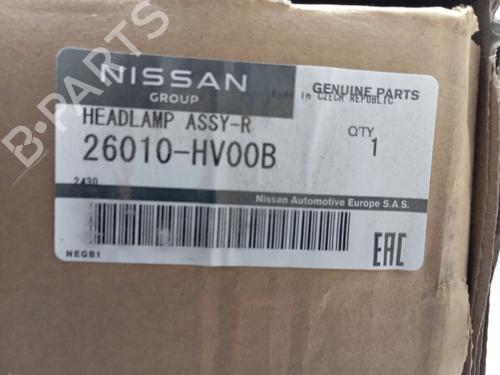 NISSAN
GROUP
GENUINE PARTS
Made in CZECH REPUBLIC
HEADLAMP ASSY-R
Q'TY
26010-HV00B
1
2430
Nissan Automotive Europe S.A.S.
NEGB1
EAC
B-PARTS